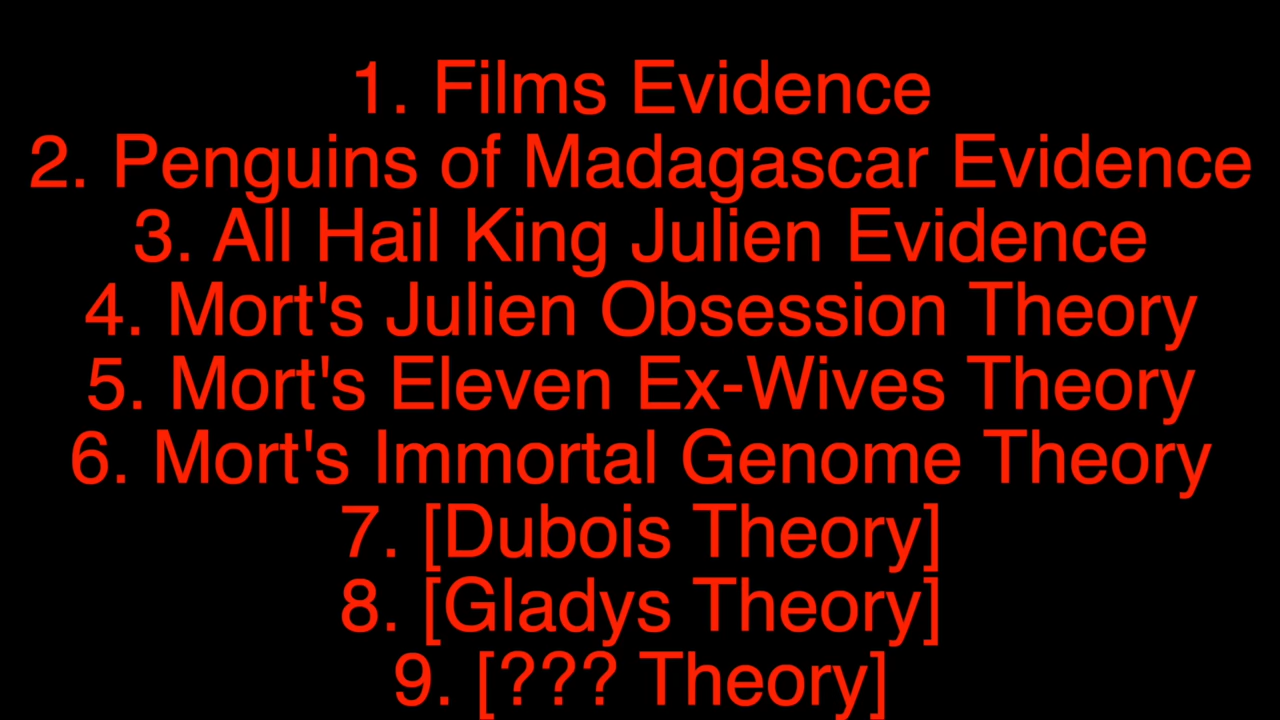 1. Films Evidence
2. Penguins of Madagascar Evidence
3. All Hail King Julien Evidence
4. Mort's Julien Obsession Theory
5. Mort's Eleven Ex-Wives Theory
6. Mort's Immortal Genome Theory
7. [Dubois Theory]
8. [Gladys Theory]
9. [??? Theory]